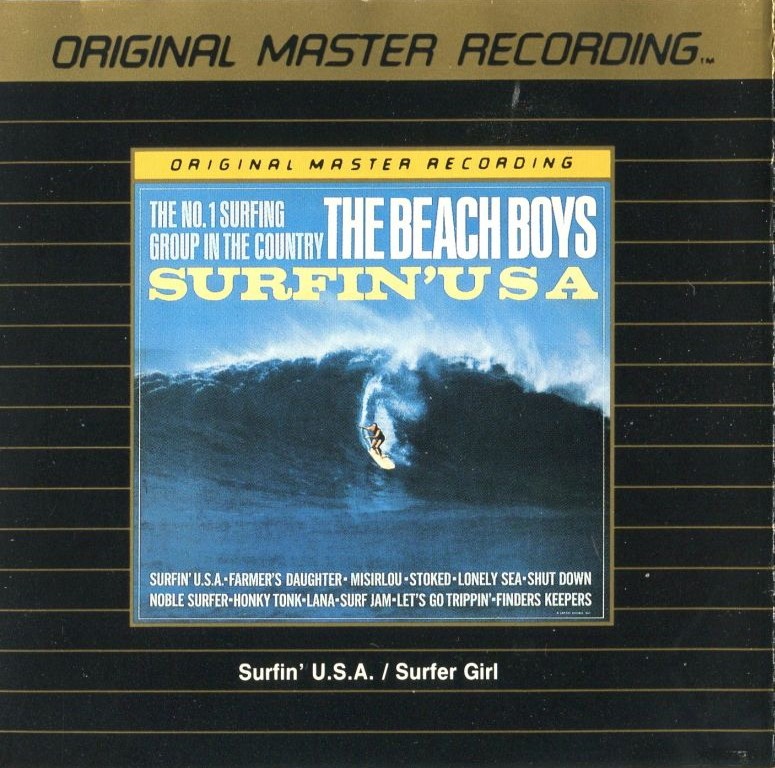 ORIGINAL MASTER RECORDING™
ORIGINAL MASTER RECORDING
THE NO.1 SURFING
GROUP IN THE COUNTRY
THE BEACH BOYS
SURFIN' USA
SURFIN' U.S.A.•FARMER'S DAUGHTER•MISIRLOU•STOKED•LONELY SEA•SHUT DOWN
NOBLE SURFER•HONKY TONK•LANA•SURF JAM•LET'S GO TRIPPIN'•FINDERS KEEPERS
Surfin' U.S.A. / Surfer Girl